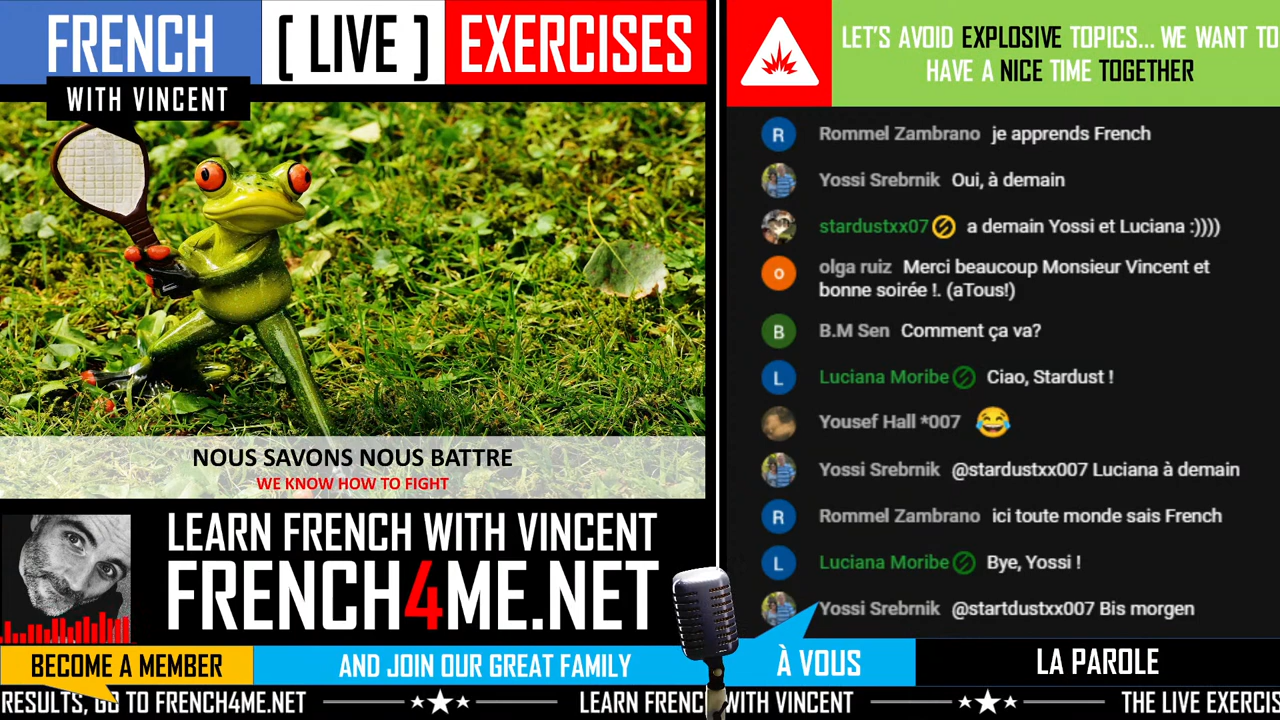 FRENCH [ LIVE ] EXERCISES
WITH VINCENT
NOUS SAVONS NOUS BATTRE
WE KNOW HOW TO FIGHT
LEARN FRENCH WITH VINCENT
FRENCH4ME.NET
BECOME A MEMBER AND JOIN OUR GREAT FAMILY
LET'S AVOID EXPLOSIVE TOPICS... WE WANT TO
HAVE A NICE TIME TOGETHER
R Rommel Zambrano je apprends French
Yossi Srebrnik Oui, à demain
stardustxx07 a demain Yossi et Luciana :))))
o olga ruiz Merci beaucoup Monsieur Vincent et
bonne soirée !. (aTous!)
B B.M Sen Comment ça va?
L Luciana Moribe Ciao, Stardust !
Yousef Hall *007 😂
Yossi Srebrnik @stardustxx007 Luciana à demain
R Rommel Zambrano ici toute monde sais French
L Luciana Moribe Bye, Yossi !
Yossi Srebrnik @startdustxx007 Bis morgen
À VOUS LA PAROLE
RESULTS, GO TO FRENCH4ME.NET LEARN FRENCH WITH VINCENT THE LIVE EXERCIS